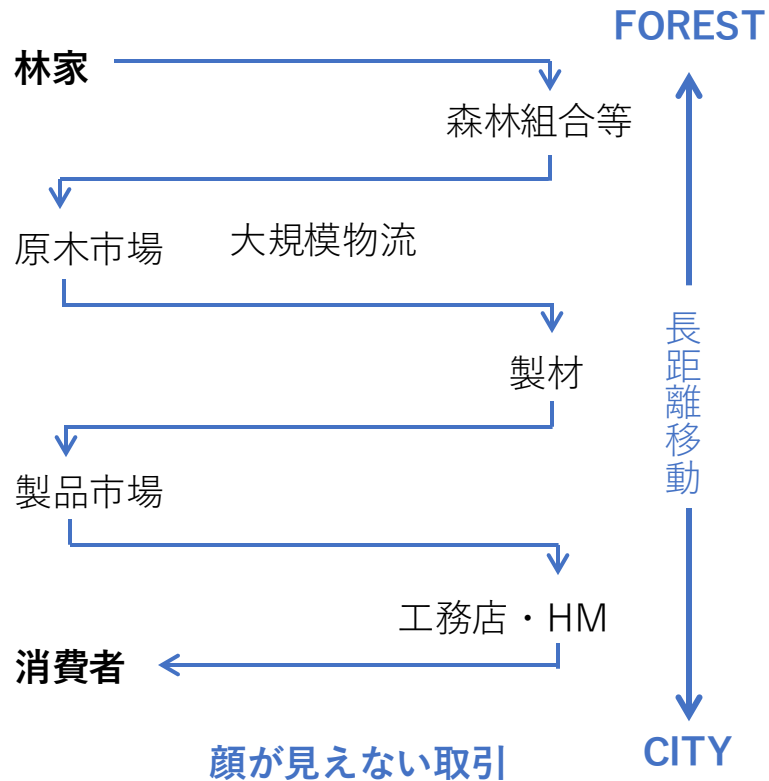 FOREST
林家
森林組合等
原木市場
大規模物流
長距離移動
製材
製品市場
工務店・HM
消費者
CITY
顔が見えない取引